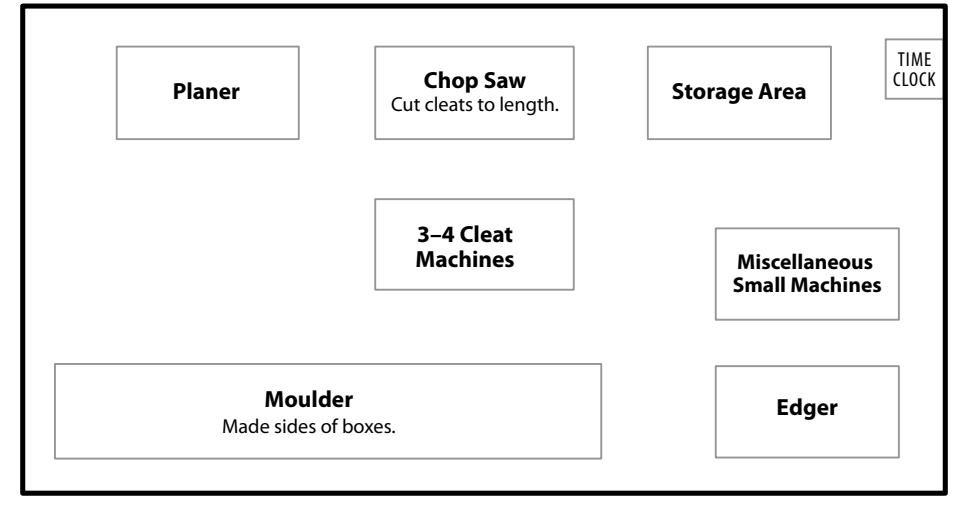 Planer
Chop Saw
Cut cleats to length.
Storage Area
TIME
CLOCK
3–4 Cleat
Machines
Miscellaneous
Small Machines
Moulder
Made sides of boxes.
Edger